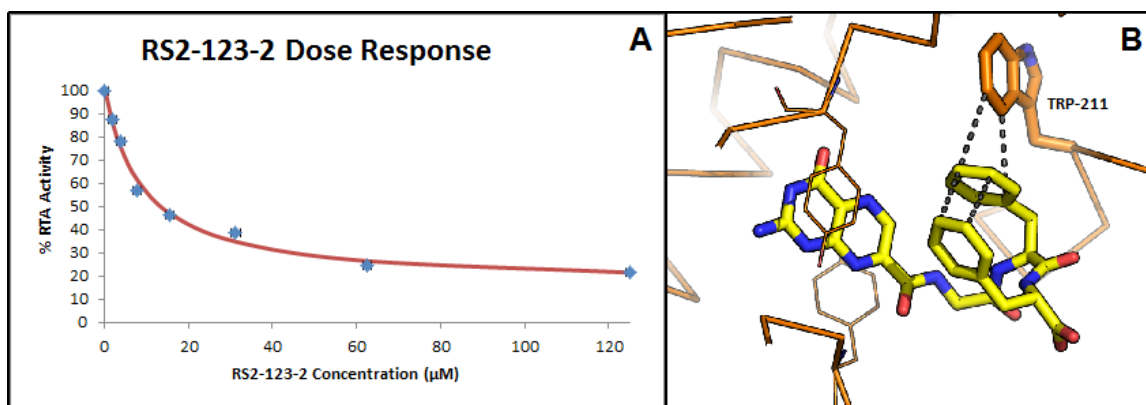 RS2-123-2 Dose Response
A
100
90
80
70
60
50
40
30
20
10
0
% RTA Activity
0 20 40 60 80 100 120
RS2-123-2 Concentration (µM)
B
TRP-211